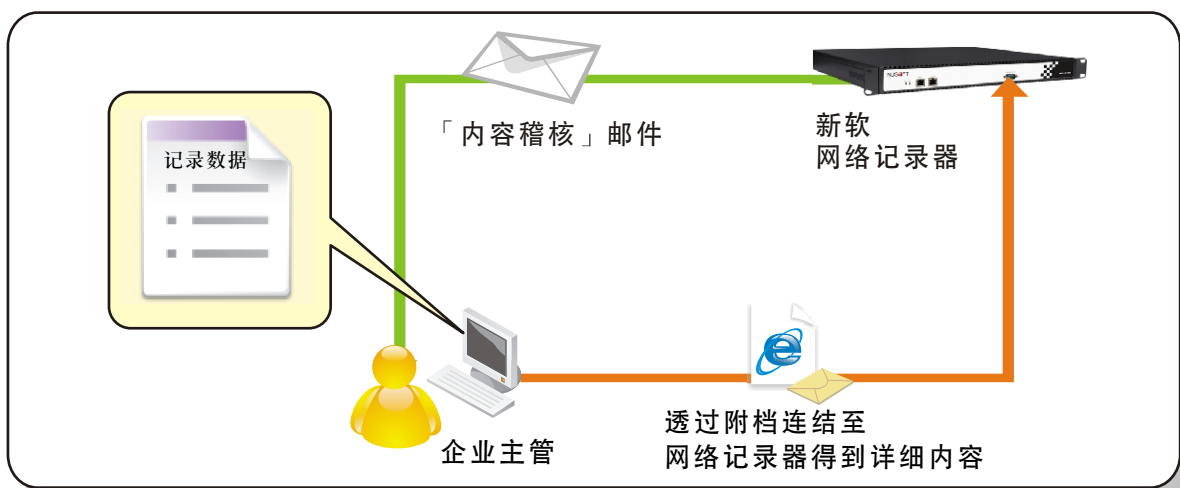 NUSOFT
「内容稽核」邮件
新软
网络记录器
记录数据
企业主管
透过附档连结至
网络记录器得到详细内容